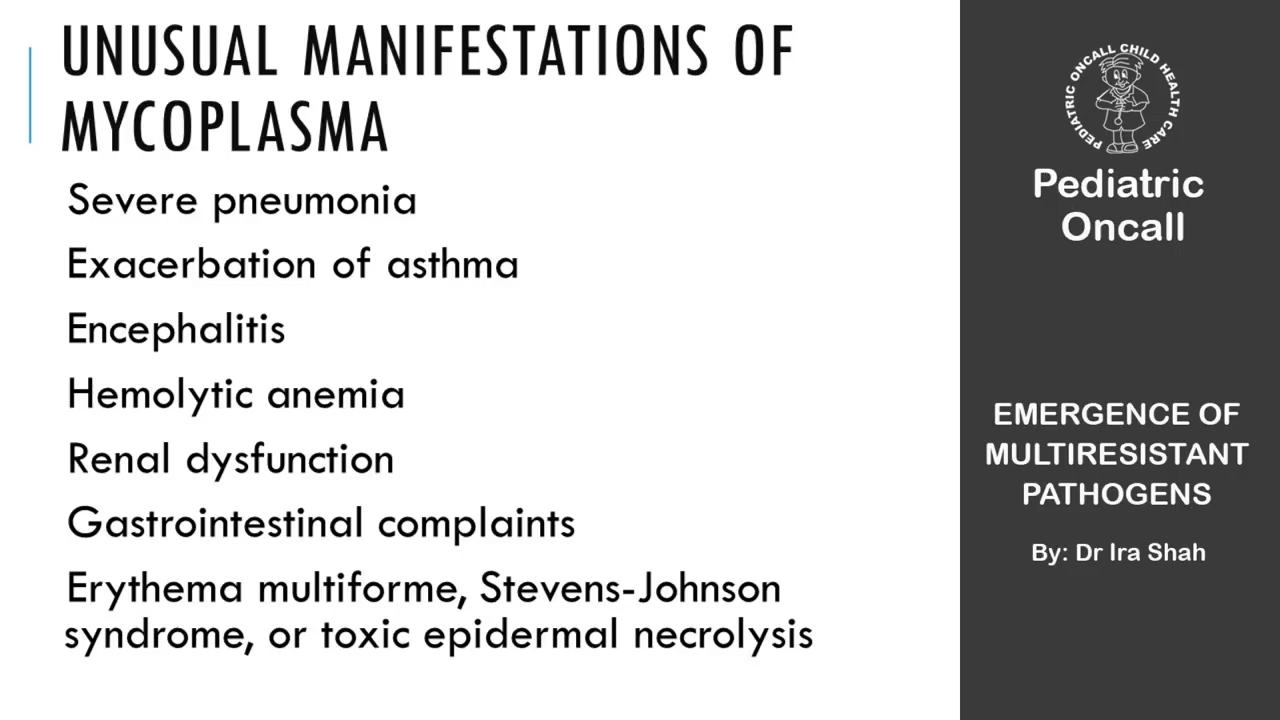 UNUSUAL MANIFESTATIONS OF
MYCOPLASMA
Severe pneumonia
Exacerbation of asthma
Encephalitis
Hemolytic anemia
Renal dysfunction
Gastrointestinal complaints
Erythema multiforme, Stevens-Johnson
syndrome, or toxic epidermal necrolysis
PEDIATRIC ONCALL CHILD HEALTH CARE
Pediatric
Oncall
EMERGENCE OF
MULTIRESISTANT
PATHOGENS
By: Dr Ira Shah